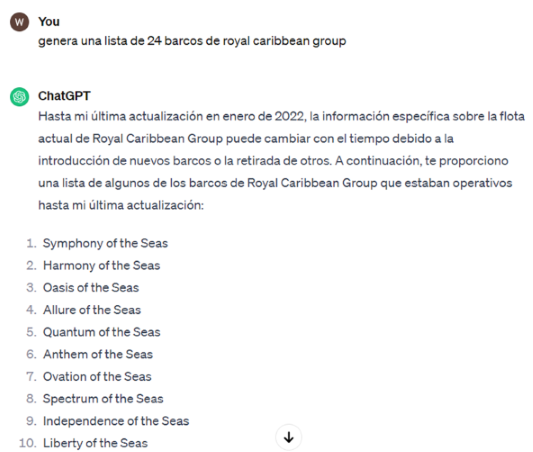 W You
genera una lista de 24 barcos de royal caribbean group
ChatGPT
Hasta mi última actualización en enero de 2022, la información específica sobre la flota
actual de Royal Caribbean Group puede cambiar con el tiempo debido a la
introducción de nuevos barcos o la retirada de otros. A continuación, te proporciono
una lista de algunos de los barcos de Royal Caribbean Group que estaban operativos
hasta mi última actualización:
1. Symphony of the Seas
2. Harmony of the Seas
3. Oasis of the Seas
4. Allure of the Seas
5. Quantum of the Seas
6. Anthem of the Seas
7. Ovation of the Seas
8. Spectrum of the Seas
9. Independence of the Seas
10. Liberty of the Seas